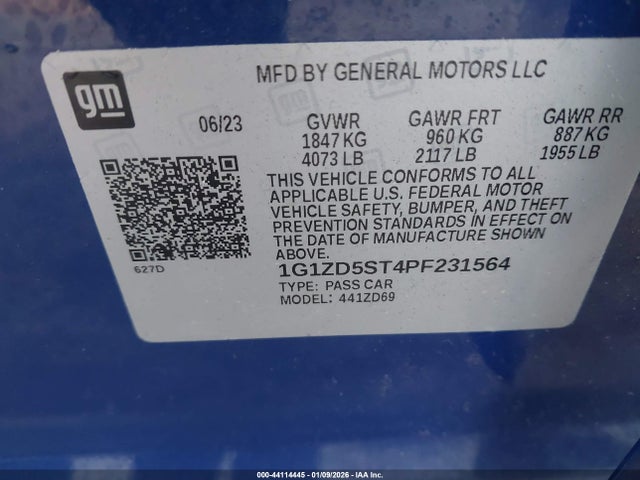 gm
MFD BY GENERAL MOTORS LLC
06/23 GVWR GAWR FRT GAWR RR
1847 KG 960 KG 887 KG
4073 LB 2117 LB 1955 LB
THIS VEHICLE CONFORMS TO ALL
APPLICABLE U.S. FEDERAL MOTOR
VEHICLE SAFETY, BUMPER, AND THEFT
PREVENTION STANDARDS IN EFFECT ON
THE DATE OF MANUFACTURE SHOWN
ABOVE.
627D
1G1ZD5ST4PF231564
TYPE: PASS CAR
MODEL: 441ZD69
000-44114445 - 01/09/2026 - IAA Inc.